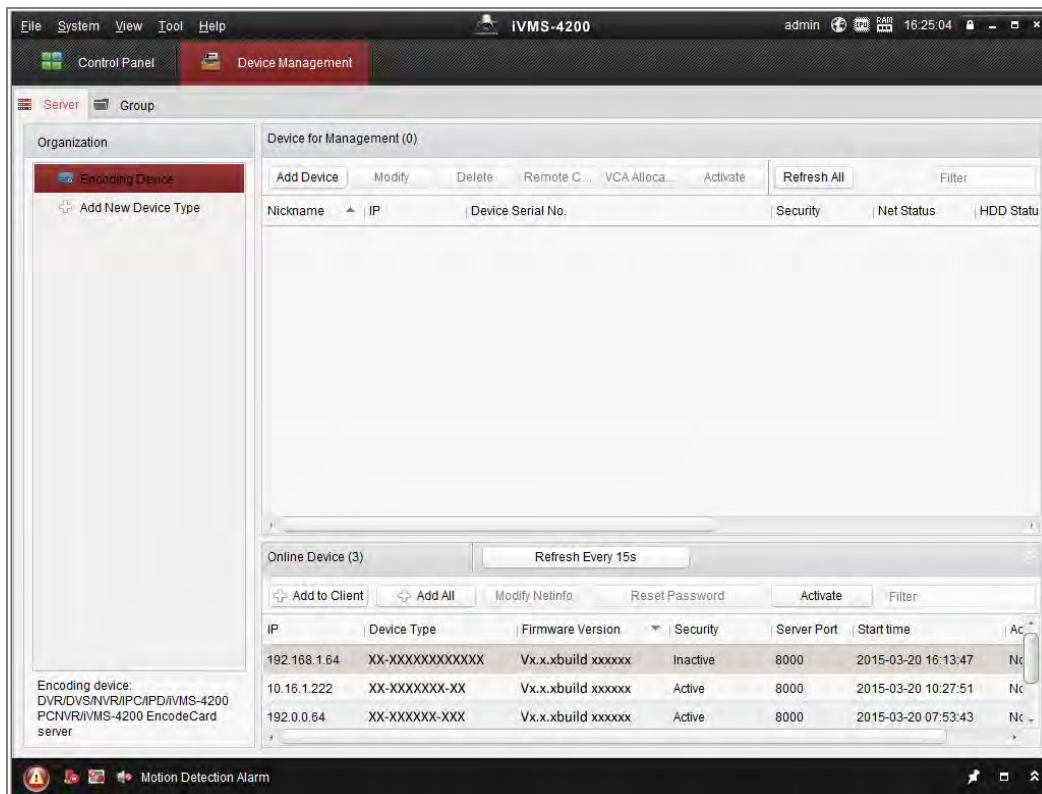 File System View Tool Help iVMS-4200 admin CPU RAM 16:25:04
Control Panel Device Management
Server Group
Organization
Encoding Device
Add New Device Type
Encoding device:
DVR/DVS/NVR/IPC/IPD/iVMS-4200
PCNVR/iVMS-4200 EncodeCard
server
Device for Management (0)
Add Device Modify Delete Remote C... VCA Alloca... Activate Refresh All Filter
Nickname IP Device Serial No. Security Net Status HDD Statu
Online Device (3) Refresh Every 15s
Add to Client Add All Modify Netinfo Reset Password Activate Filter
IP Device Type Firmware Version Security Server Port Start time Ac
192.168.1.64 XX-XXXXXXXXXXXX Vx.x.xbuild xxxxxx Inactive 8000 2015-03-20 16:13:47 Nc
10.16.1.222 XX-XXXXXXX-XX Vx.x.xbuild xxxxxx Active 8000 2015-03-20 10:27:51 Nc
192.0.0.64 XX-XXXXXX-XXX Vx.x.xbuild xxxxxx Active 8000 2015-03-20 07:53:43 Nc
Motion Detection Alarm